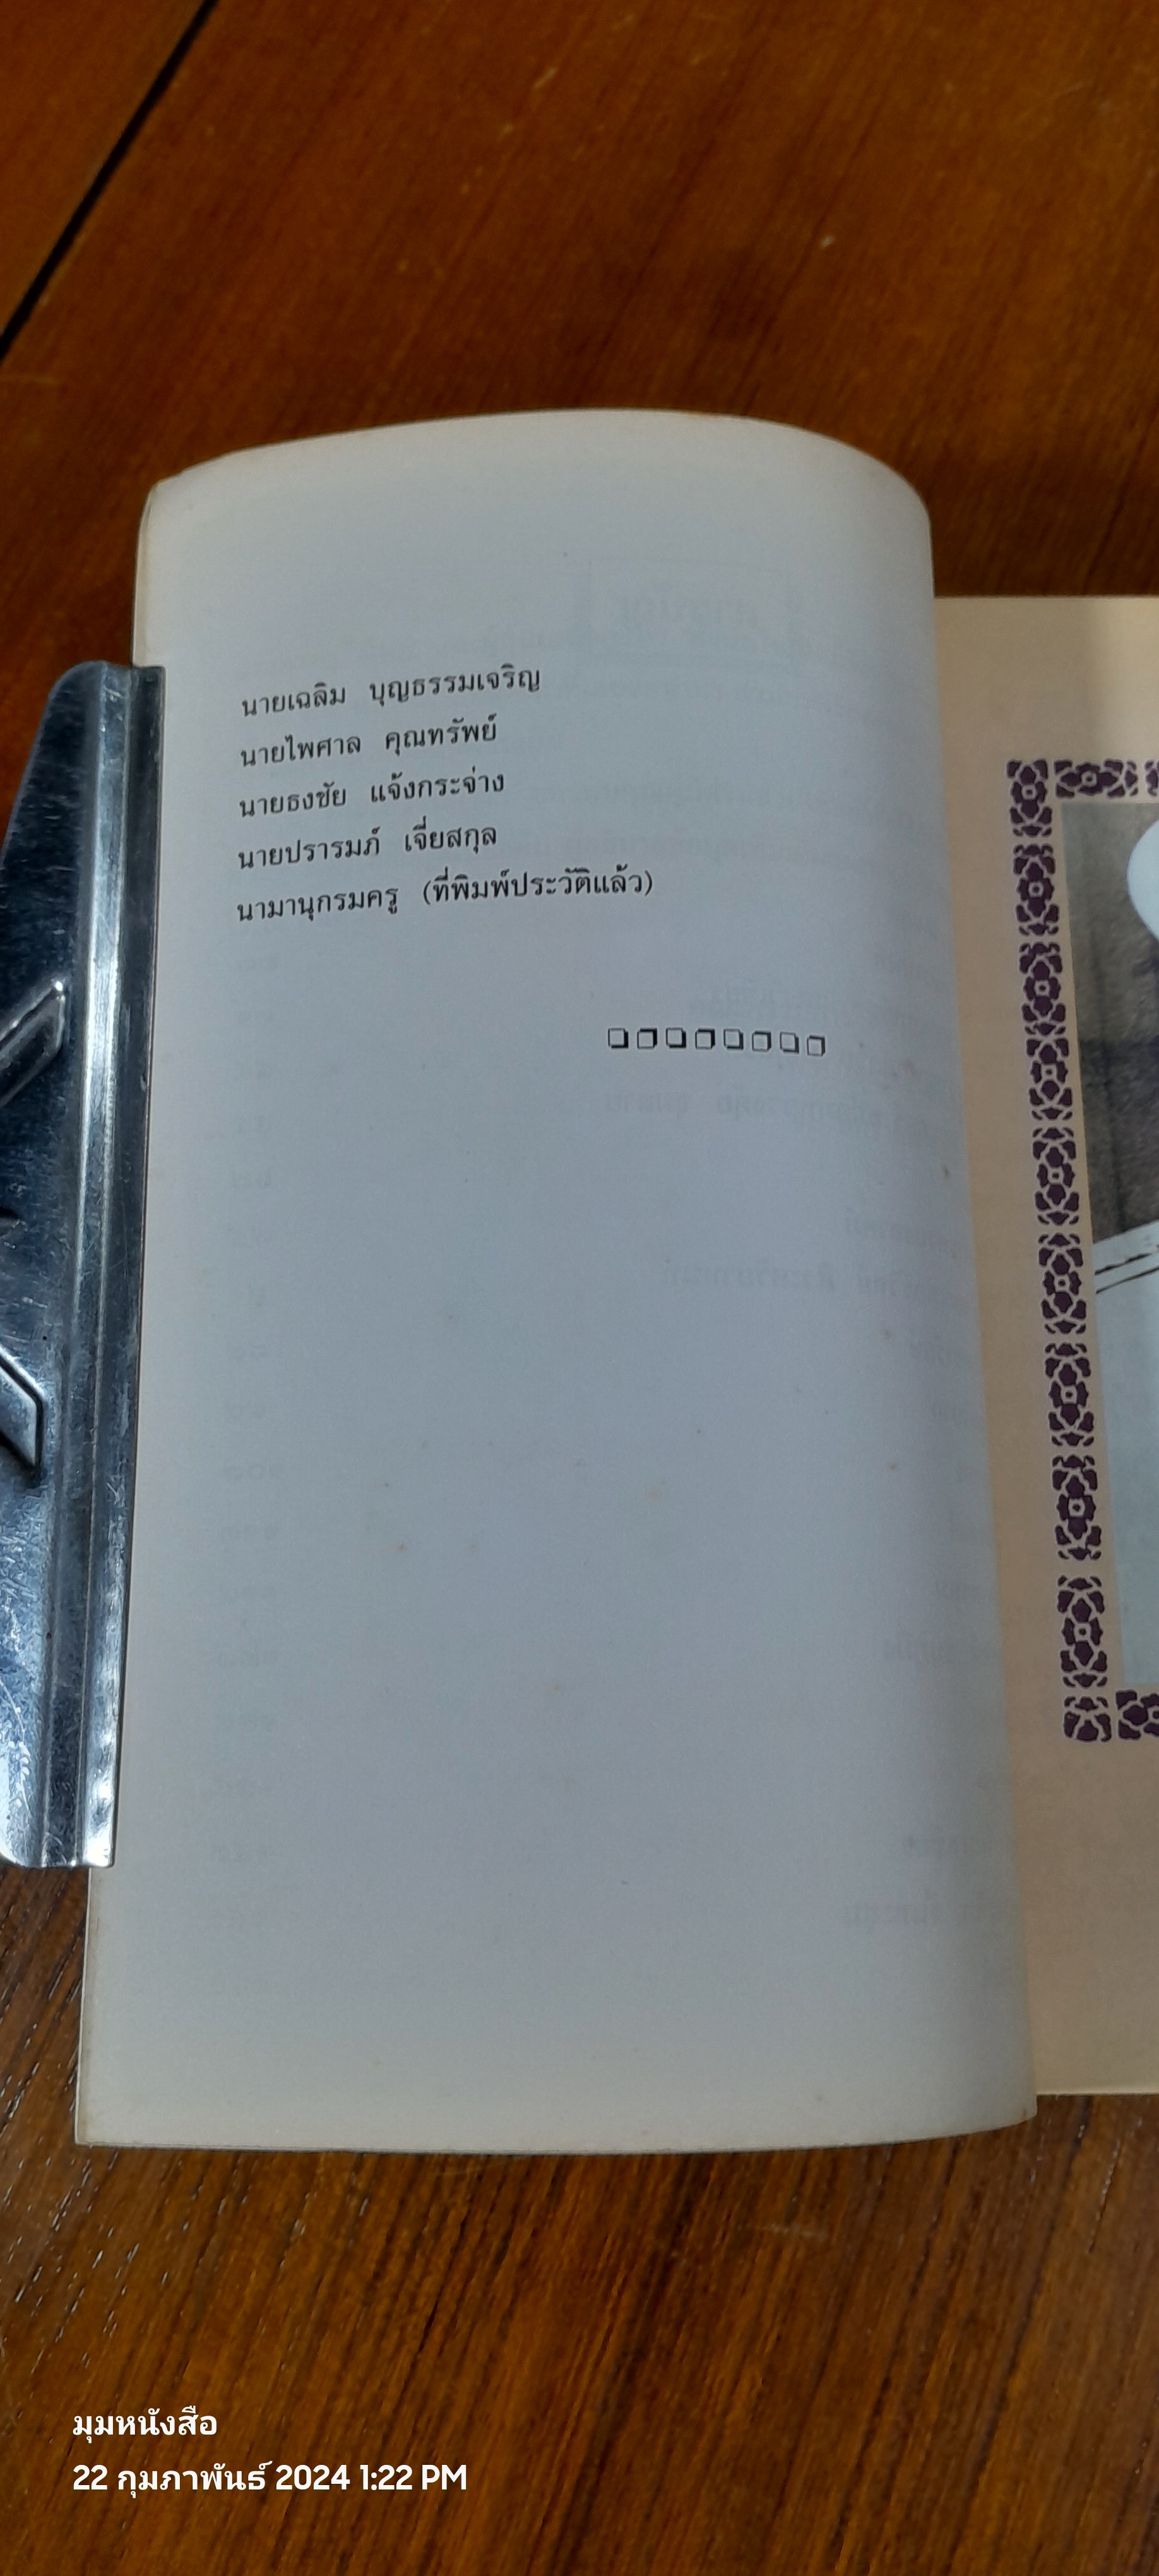 นายเฉลิม บุญธรรมเจริญ
นายไพศาล คุณทรัพย์
นายธงชัย แจ้งกระจ่าง
นายปรารมภ์ เจี่ยสกุล
นามานุกรมครู (ที่พิมพ์ประวัติแล้ว)
มุมหนังสือ
22 กุมภาพันธ์ 2024 1:22 PM